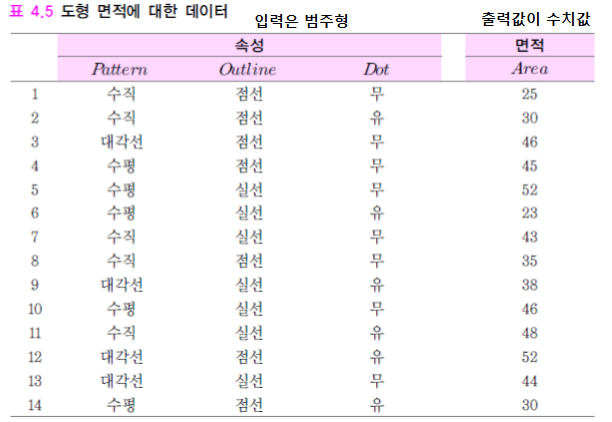 표 4.5 도형 면적에 대한 데이터 입력은 범주형 출력값이 수치값
속성 면적
Pattern Outline Dot Area
1 수직 점선 무 25
2 수직 점선 유 30
3 대각선 점선 무 46
4 수평 점선 무 45
5 수평 실선 무 52
6 수평 실선 유 23
7 수직 실선 무 43
8 수직 점선 무 35
9 대각선 실선 유 38
10 수평 실선 무 46
11 수직 실선 유 48
12 대각선 점선 유 52
13 대각선 실선 무 44
14 수평 점선 유 30